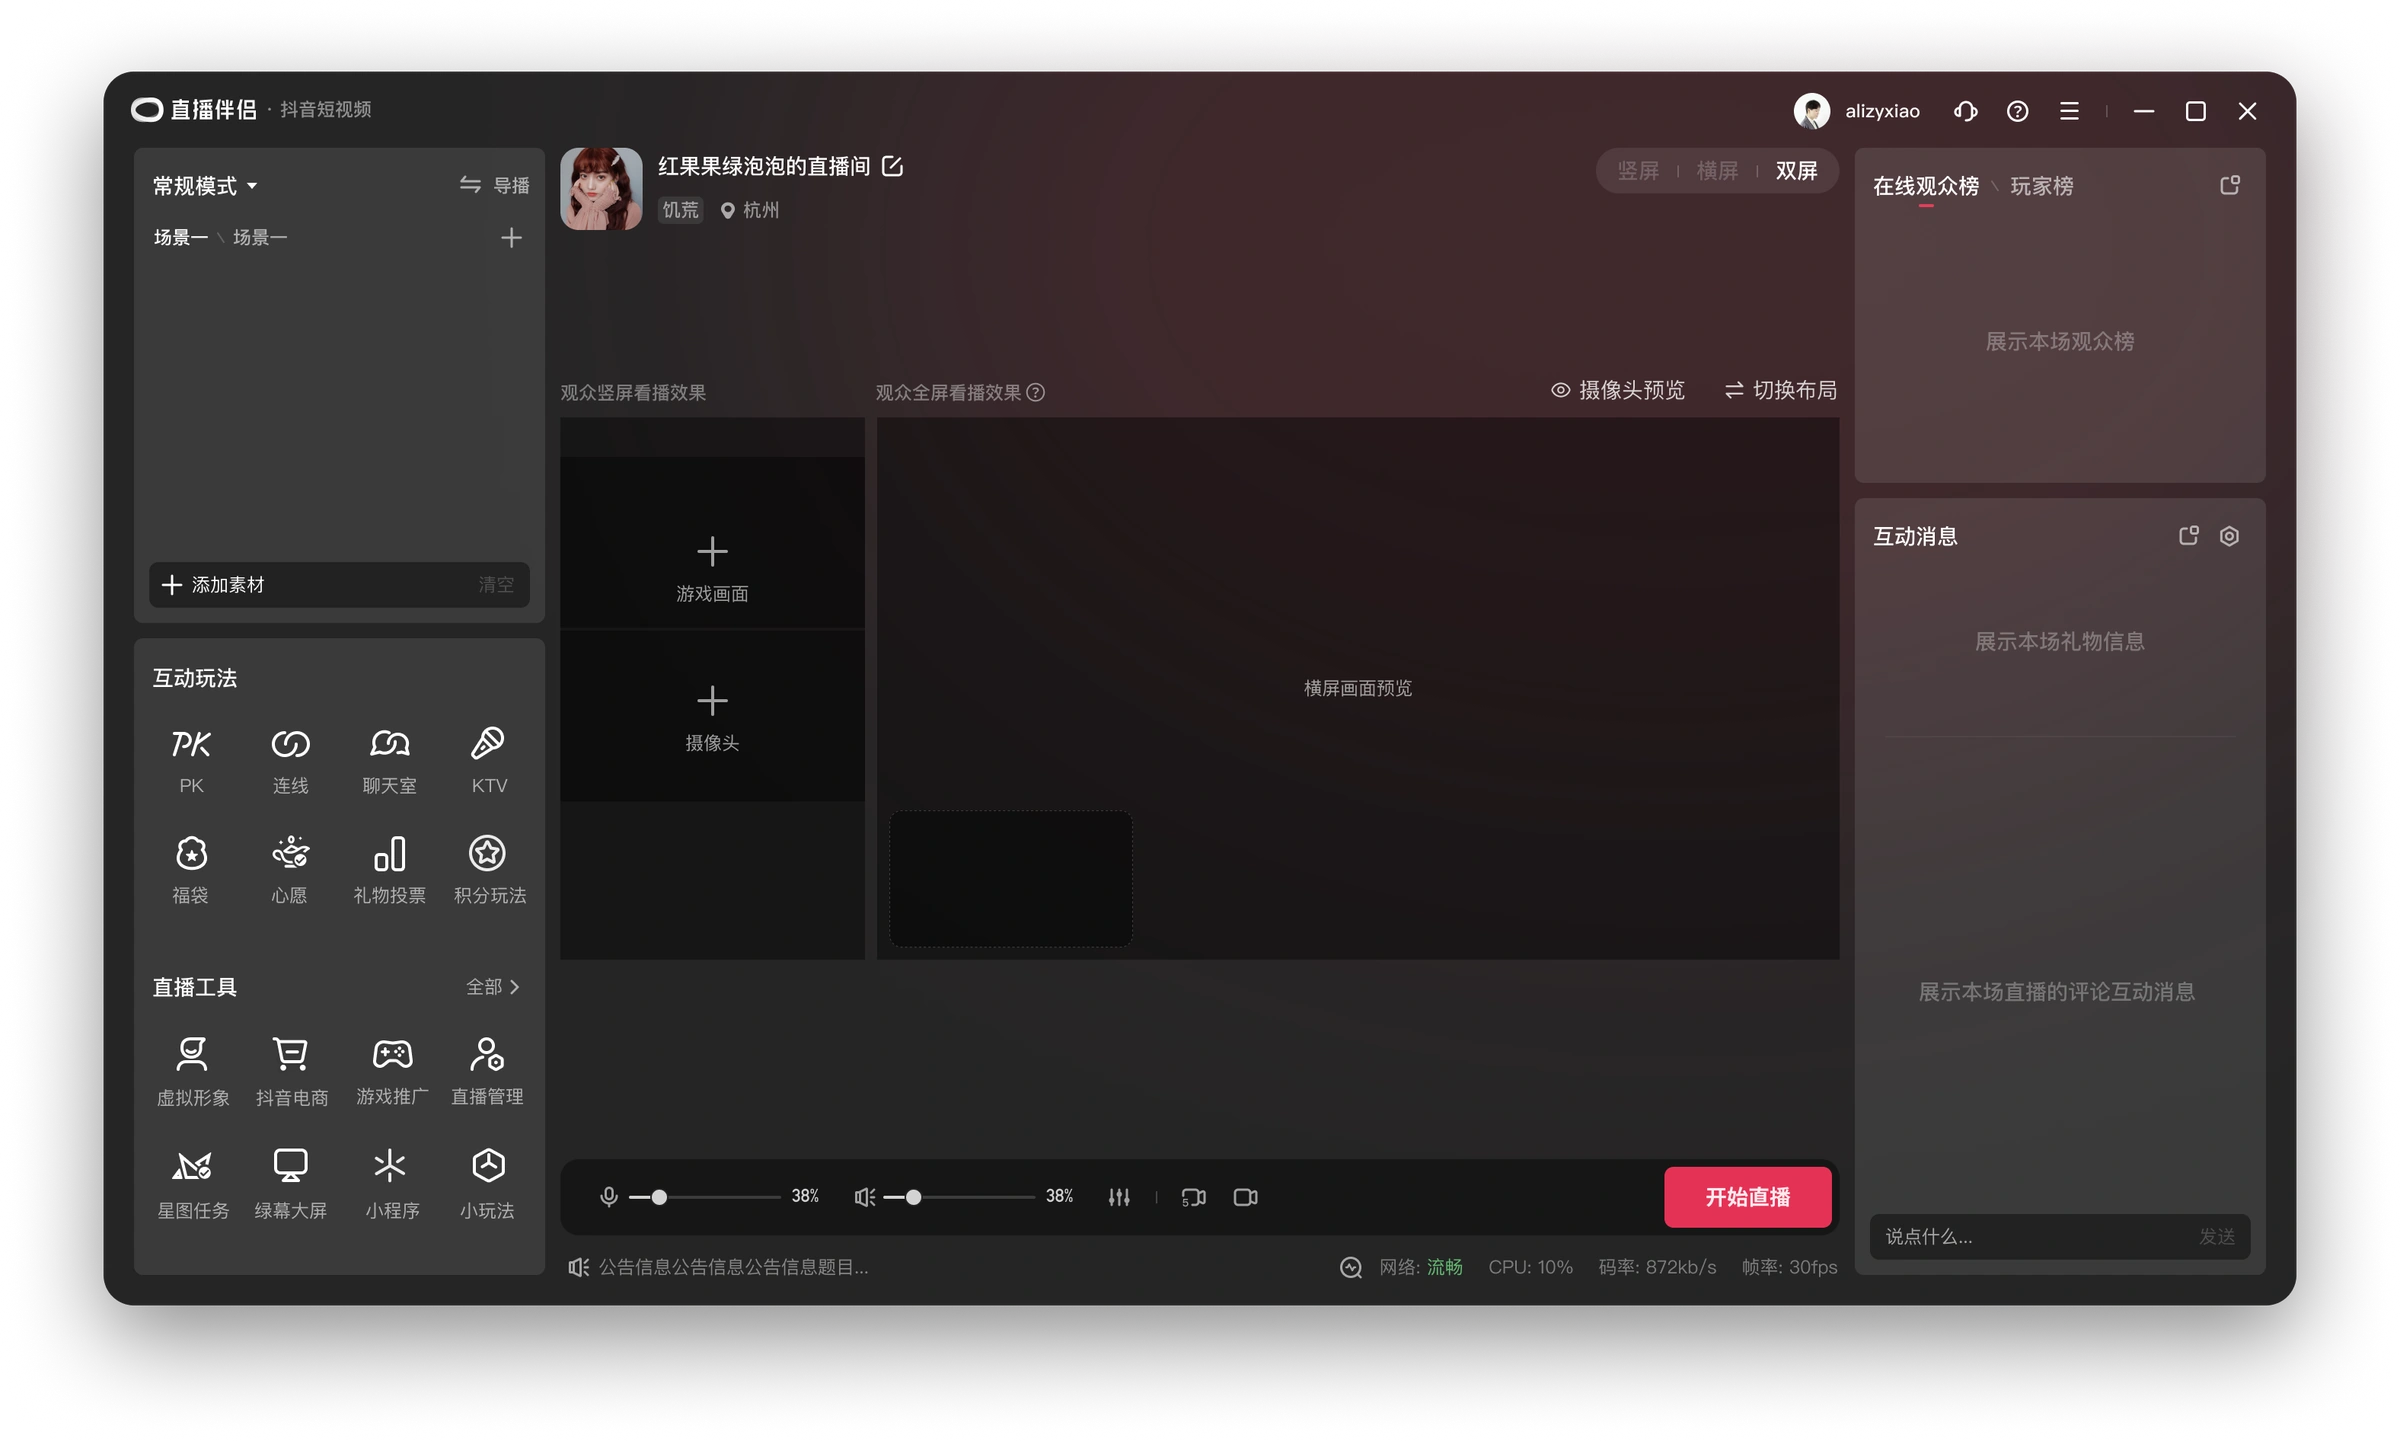 直播伴侣 · 抖音短视频
alizyxiao
常规模式
导播
场景一 \ 场景一
添加素材
清空
互动玩法
PK
连线
聊天室
KTV
福袋
心愿
礼物投票
积分玩法
直播工具
全部
虚拟形象
抖音电商
游戏推广
直播管理
星图任务
绿幕大屏
小程序
小玩法
红果果绿泡泡的直播间
饥荒
杭州
竖屏
横屏
双屏
观众竖屏看播效果
观众全屏看播效果
摄像头预览
切换布局
游戏画面
摄像头
横屏画面预览
38%
38%
5
开始直播
公告信息公告信息公告信息题目...
网络: 流畅
CPU: 10%
码率: 872kb/s
帧率: 30fps
在线观众榜 \ 玩家榜
展示本场观众榜
互动消息
展示本场礼物信息
展示本场直播的评论互动消息
说点什么...
发送